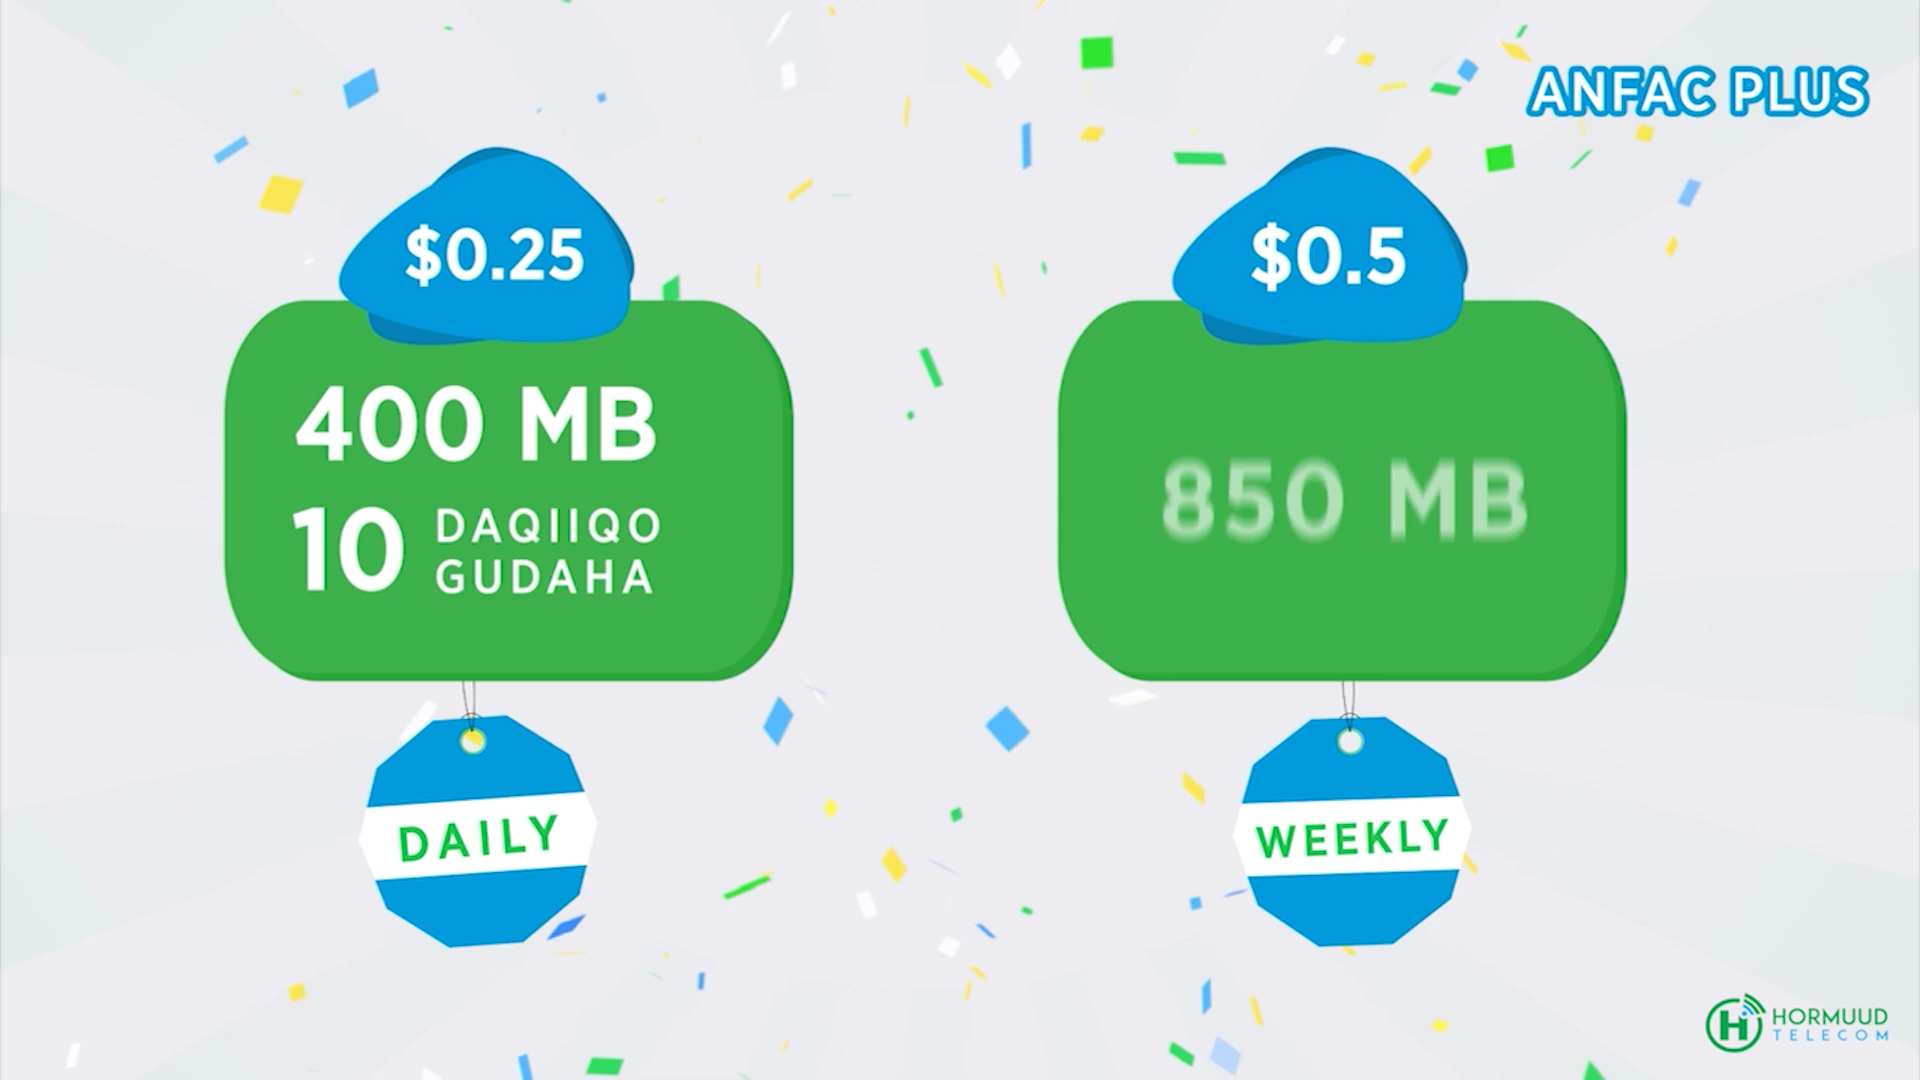 ANFAC PLUS
$0.25
400 MB
10 DAQIIQO
GUDAHA
DAILY
$0.5
850 MB
WEEKLY
HORMUUD
TELECOM